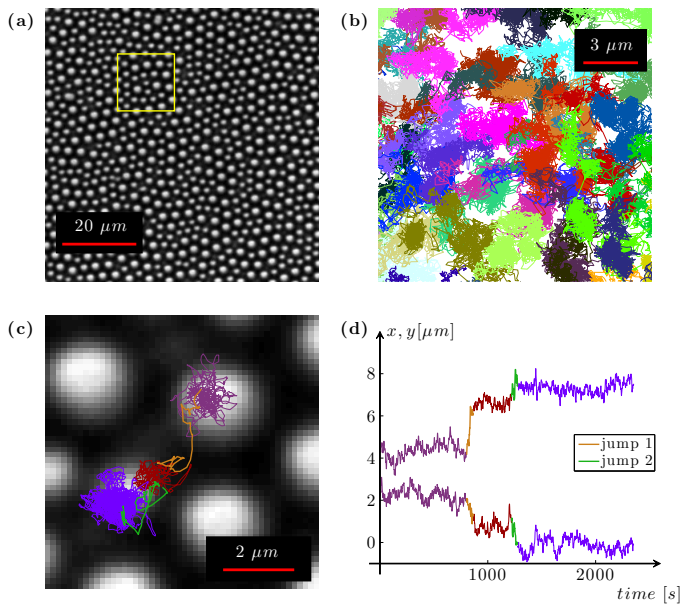 (a)
20 μm
(b)
3 μm
(c)
2 μm
(d)
x, y[μm]
8
6
4
2
0
jump 1
jump 2
1000
2000
time [s]